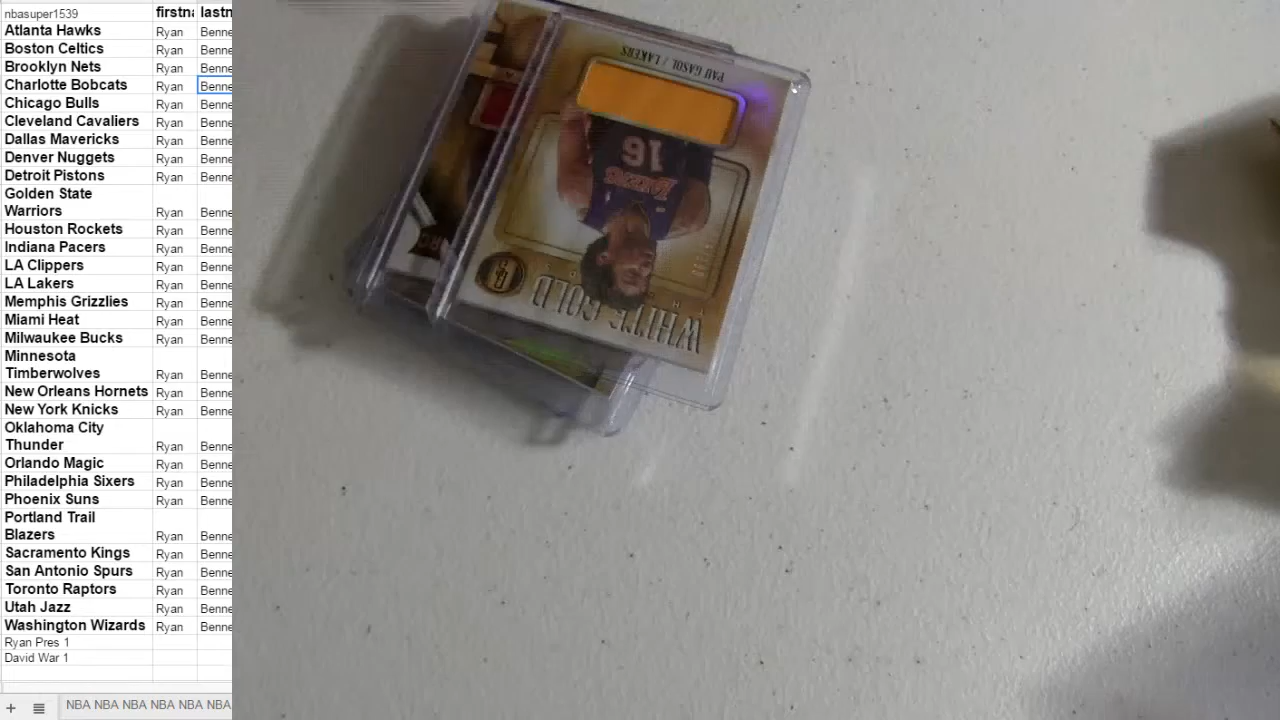 nbasuper1539 firstna lastn
Atlanta Hawks Ryan Benne
Boston Celtics Ryan Benne
Brooklyn Nets Ryan Benne
Charlotte Bobcats Ryan Benne
Chicago Bulls Ryan Benne
Cleveland Cavaliers Ryan Benne
Dallas Mavericks Ryan Benne
Denver Nuggets Ryan Benne
Detroit Pistons Ryan Benne
Golden State
Warriors Ryan Benne
Houston Rockets Ryan Benne
Indiana Pacers Ryan Benne
LA Clippers Ryan Benne
LA Lakers Ryan Benne
Memphis Grizzlies Ryan Benne
Miami Heat Ryan Benne
Milwaukee Bucks Ryan Benne
Minnesota
Timberwolves Ryan Benne
New Orleans Hornets Ryan Benne
New York Knicks Ryan Benne
Oklahoma City
Thunder Ryan Benne
Orlando Magic Ryan Benne
Philadelphia Sixers Ryan Benne
Phoenix Suns Ryan Benne
Portland Trail
Blazers Ryan Benne
Sacramento Kings Ryan Benne
San Antonio Spurs Ryan Benne
Toronto Raptors Ryan Benne
Utah Jazz Ryan Benne
Washington Wizards Ryan Benne
Ryan Pres 1
David War 1
NBA NBA NBA NBA NBA NBA
PAU GASOL / LAKERS
16
LAKERS
WHITE GOLD